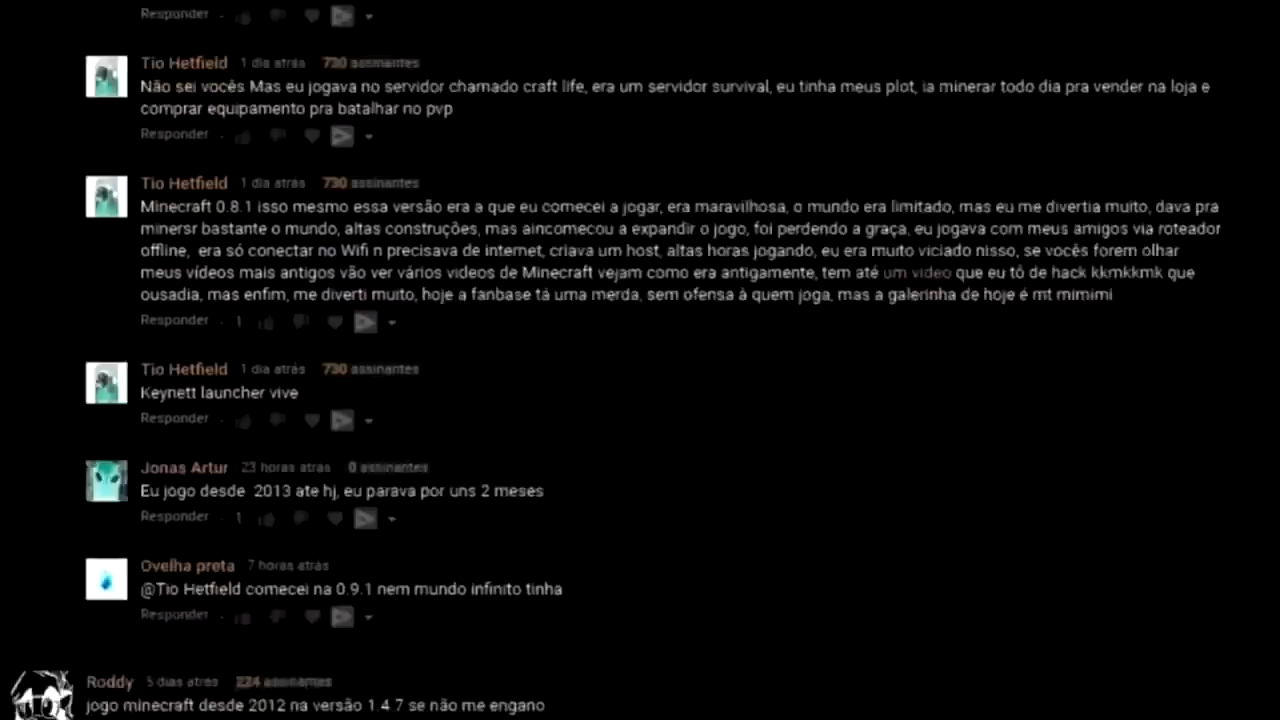 Responder
Tio Hetfield 1 dia atrás 730 assinantes
Não sei vocês Mas eu jogava no servidor chamado craft life, era um servidor survival, eu tinha meus plot, ia minerar todo dia pra vender na loja e
comprar equipamento pra batalhar no pvp
Responder
Tio Hetfield 1 dia atrás 730 assinantes
Minecraft 0.8.1 isso mesmo essa versão era a que eu comecei a jogar, era maravilhosa, o mundo era limitado, mas eu me divertia muito, dava pra
minersr bastante o mundo, altas construções, mas aincomecou a expandir o jogo, foi perdendo a graça, eu jogava com meus amigos via roteador
offline, era só conectar no Wifi n precisava de internet, criava um host, altas horas jogando, eu era muito viciado nisso, se vocês forem olhar
meus vídeos mais antigos vão ver vários videos de Minecraft vejam como era antigamente, tem até um video que eu tô de hack kkmkkmk que
ousadia, mas enfim, me diverti muito, hoje a fanbase tá uma merda, sem ofensa à quem joga, mas a galerinha de hoje é mt mimimi
Responder 1
Tio Hetfield 1 dia atrás 730 assinantes
Keynett launcher vive
Responder
Jonas Artur 23 horas atrás 0 assinantes
Eu jogo desde 2013 ate hj, eu parava por uns 2 meses
Responder 1
Ovelha preta 7 horas atrás
@Tio Hetfield comecei na 0.9.1 nem mundo infinito tinha
Responder
Roddy 5 dias atrás 224 assinantes
jogo minecraft desde 2012 na versão 1.4.7 se não me engano